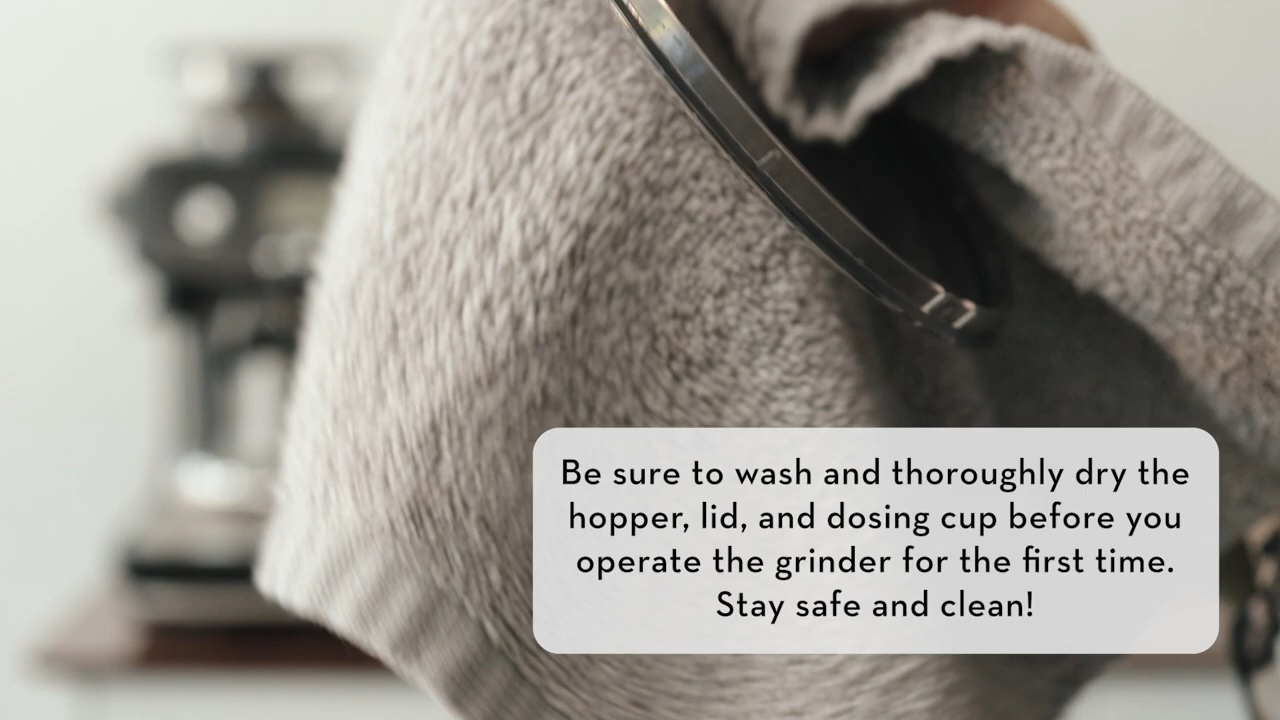 Be sure to wash and thoroughly dry the
hopper, lid, and dosing cup before you
operate the grinder for the first time.
Stay safe and clean!